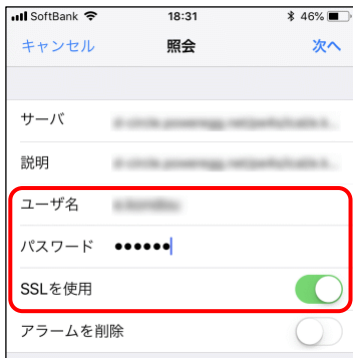 SoftBank 18:31 46%
キャンセル 照会 次へ
サーバ
説明
ユーザ名
パスワード ●●●●●●
SSLを使用
アラームを削除